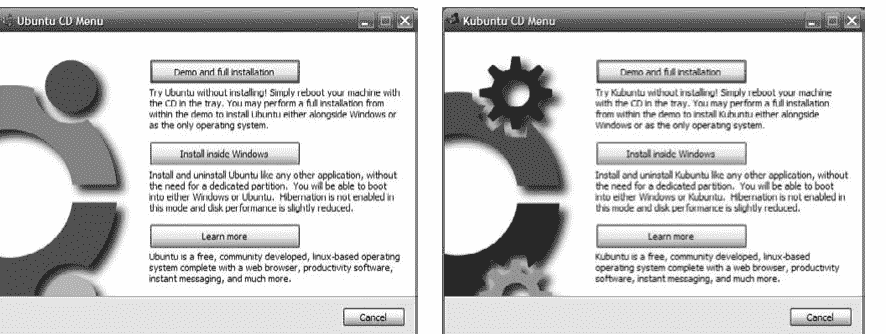 Ubuntu CD Menu
Demo and full installation
Try Ubuntu without installing! Simply reboot your machine with
the CD in the tray. You may perform a full installation from
within the demo to install Ubuntu either alongside Windows or
as the only operating system.
Install inside Windows
Install and uninstall Ubuntu like any other application, without
the need for a dedicated partition. You will be able to boot
into either Windows or Ubuntu. Hibernation is not enabled in
this mode and disk performance is slightly reduced.
Learn more
Ubuntu is a free, community developed, linux-based operating
system complete with a web browser, productivity software,
instant messaging, and much more.
Cancel
Kubuntu CD Menu
Demo and full installation
Try Kubuntu without installing! Simply reboot your machine
with the CD in the tray. You may perform a full installation
from within the demo to install Kubuntu either alongside
Windows or as the only operating system.
Install inside Windows
Install and uninstall Kubuntu like any other application, without
the need for a dedicated partition. You will be able to boot
into either Windows or Kubuntu. Hibernation is not enabled in
this mode and disk performance is slightly reduced.
Learn more
Kubuntu is a free, community developed, linux-based
operating system complete with a web browser, productivity
software, instant messaging, and much more.
Cancel